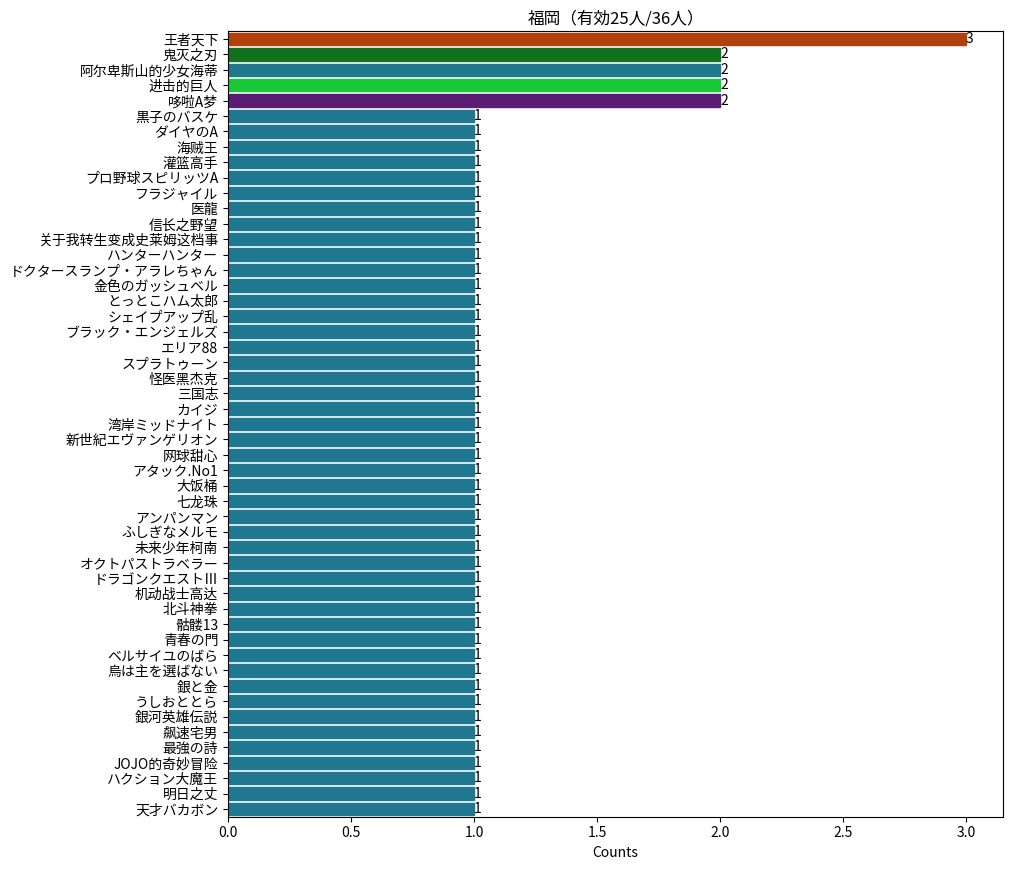 福岡（有効25人/36人）
王者天下 3
鬼灭之刃 2
阿尔卑斯山的少女海蒂 2
进击的巨人 2
哆啦A梦 2
黒子のバスケ 1
ダイヤのA 1
海贼王 1
灌篮高手 1
プロ野球スピリッツA 1
フラジャイル 1
医龍 1
信长之野望 1
关于我转生变成史莱姆这档事 1
ハンターハンター 1
ドクタースランプ・アラレちゃん 1
金色のガッシュベル 1
とっとこハム太郎 1
シェイプアップ乱 1
ブラック・エンジェルズ 1
エリア88 1
スプラトゥーン 1
怪医黑杰克 1
三国志 1
カイジ 1
湾岸ミッドナイト 1
新世紀エヴァンゲリオン 1
网球甜心 1
アタック.No1 1
大饭桶 1
七龙珠 1
アンパンマン 1
ふしぎなメルモ 1
未来少年柯南 1
オクトパストラベラー 1
ドラゴンクエストⅢ 1
机动战士高达 1
北斗神拳 1
骷髅13 1
青春の門 1
ベルサイユのばら 1
烏は主を選ばない 1
銀と金 1
うしおととら 1
銀河英雄伝説 1
飙速宅男 1
最強の詩 1
JOJO的奇妙冒险 1
ハクション大魔王 1
明日之丈 1
天才バカボン 1
0.0 0.5 1.0 1.5 2.0 2.5 3.0
Counts